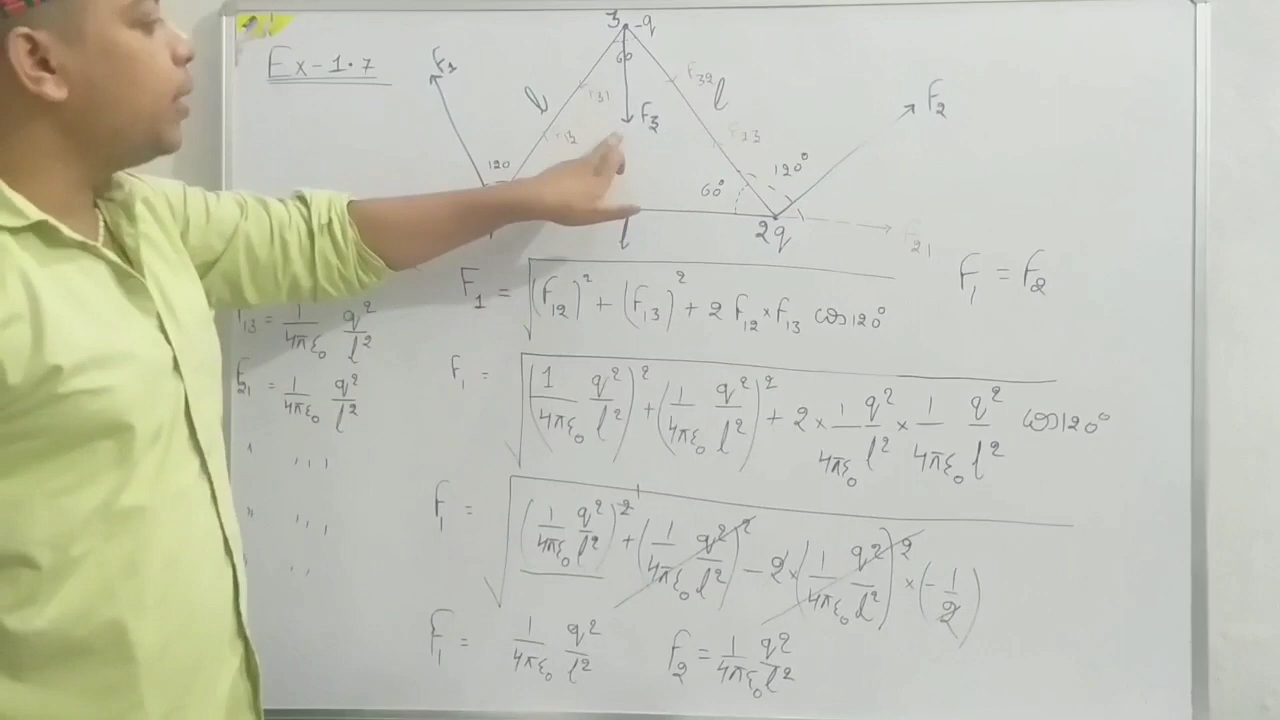 Ex-1.7
3 -q
60
F1
l
F31
F13
F3
F32
l
F23
F2
120
60°
120°
l
2q
F21
F1 = √((F12)² + (F13)² + 2 F12 × F13 cos120°)
F1 = F2
F13 = 1/4πε0 q²/l²
F21 = 1/4πε0 q²/l²
F1 = √((1/4πε0 q²/l²)² + (1/4πε0 q²/l²)² + 2 × 1/4πε0 q²/l² × 1/4πε0 q²/l² cos120°)
" ,,,
F1 = √((1/4πε0 q²/l²)² + (1/4πε0 q²/l²)² − 2 × (1/4πε0 q²/l²)² × (−1/2))
" ,,,
" ,,
F1 = 1/4πε0 q²/l²
F2 = 1/4πε0 q²/l²